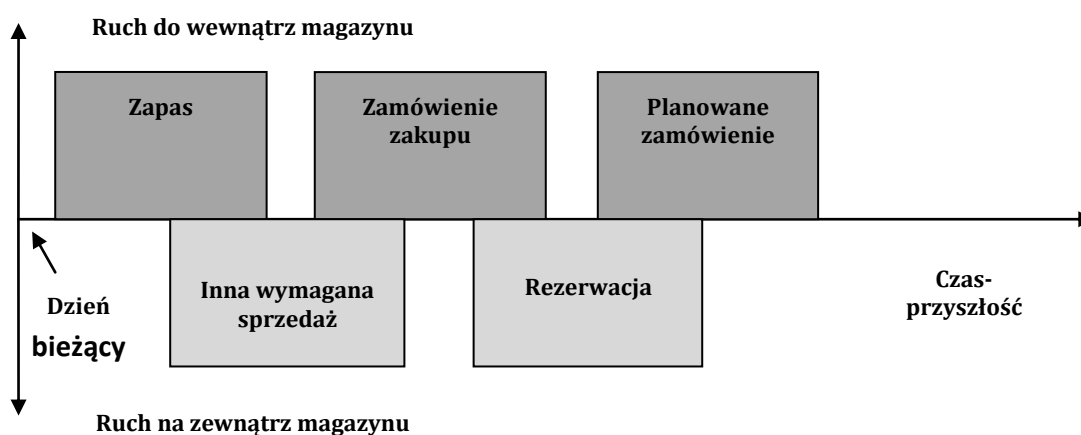 Ruch do wewnątrz magazynu
Zapas
Zamówienie
zakupu
Planowane
zamówienie
Inna wymagana
sprzedaż
Rezerwacja
Dzień
bieżący
Czas-
przyszłość
Ruch na zewnątrz magazynu